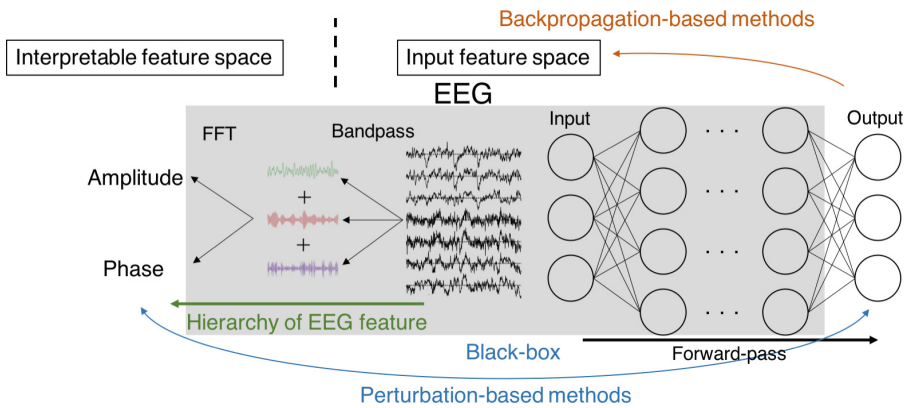 Backpropagation-based methods
Interpretable feature space
Input feature space
EEG
FFT
Bandpass
Input
Output
Amplitude
+
+
Phase
Hierarchy of EEG feature
Black-box
Forward-pass
Perturbation-based methods